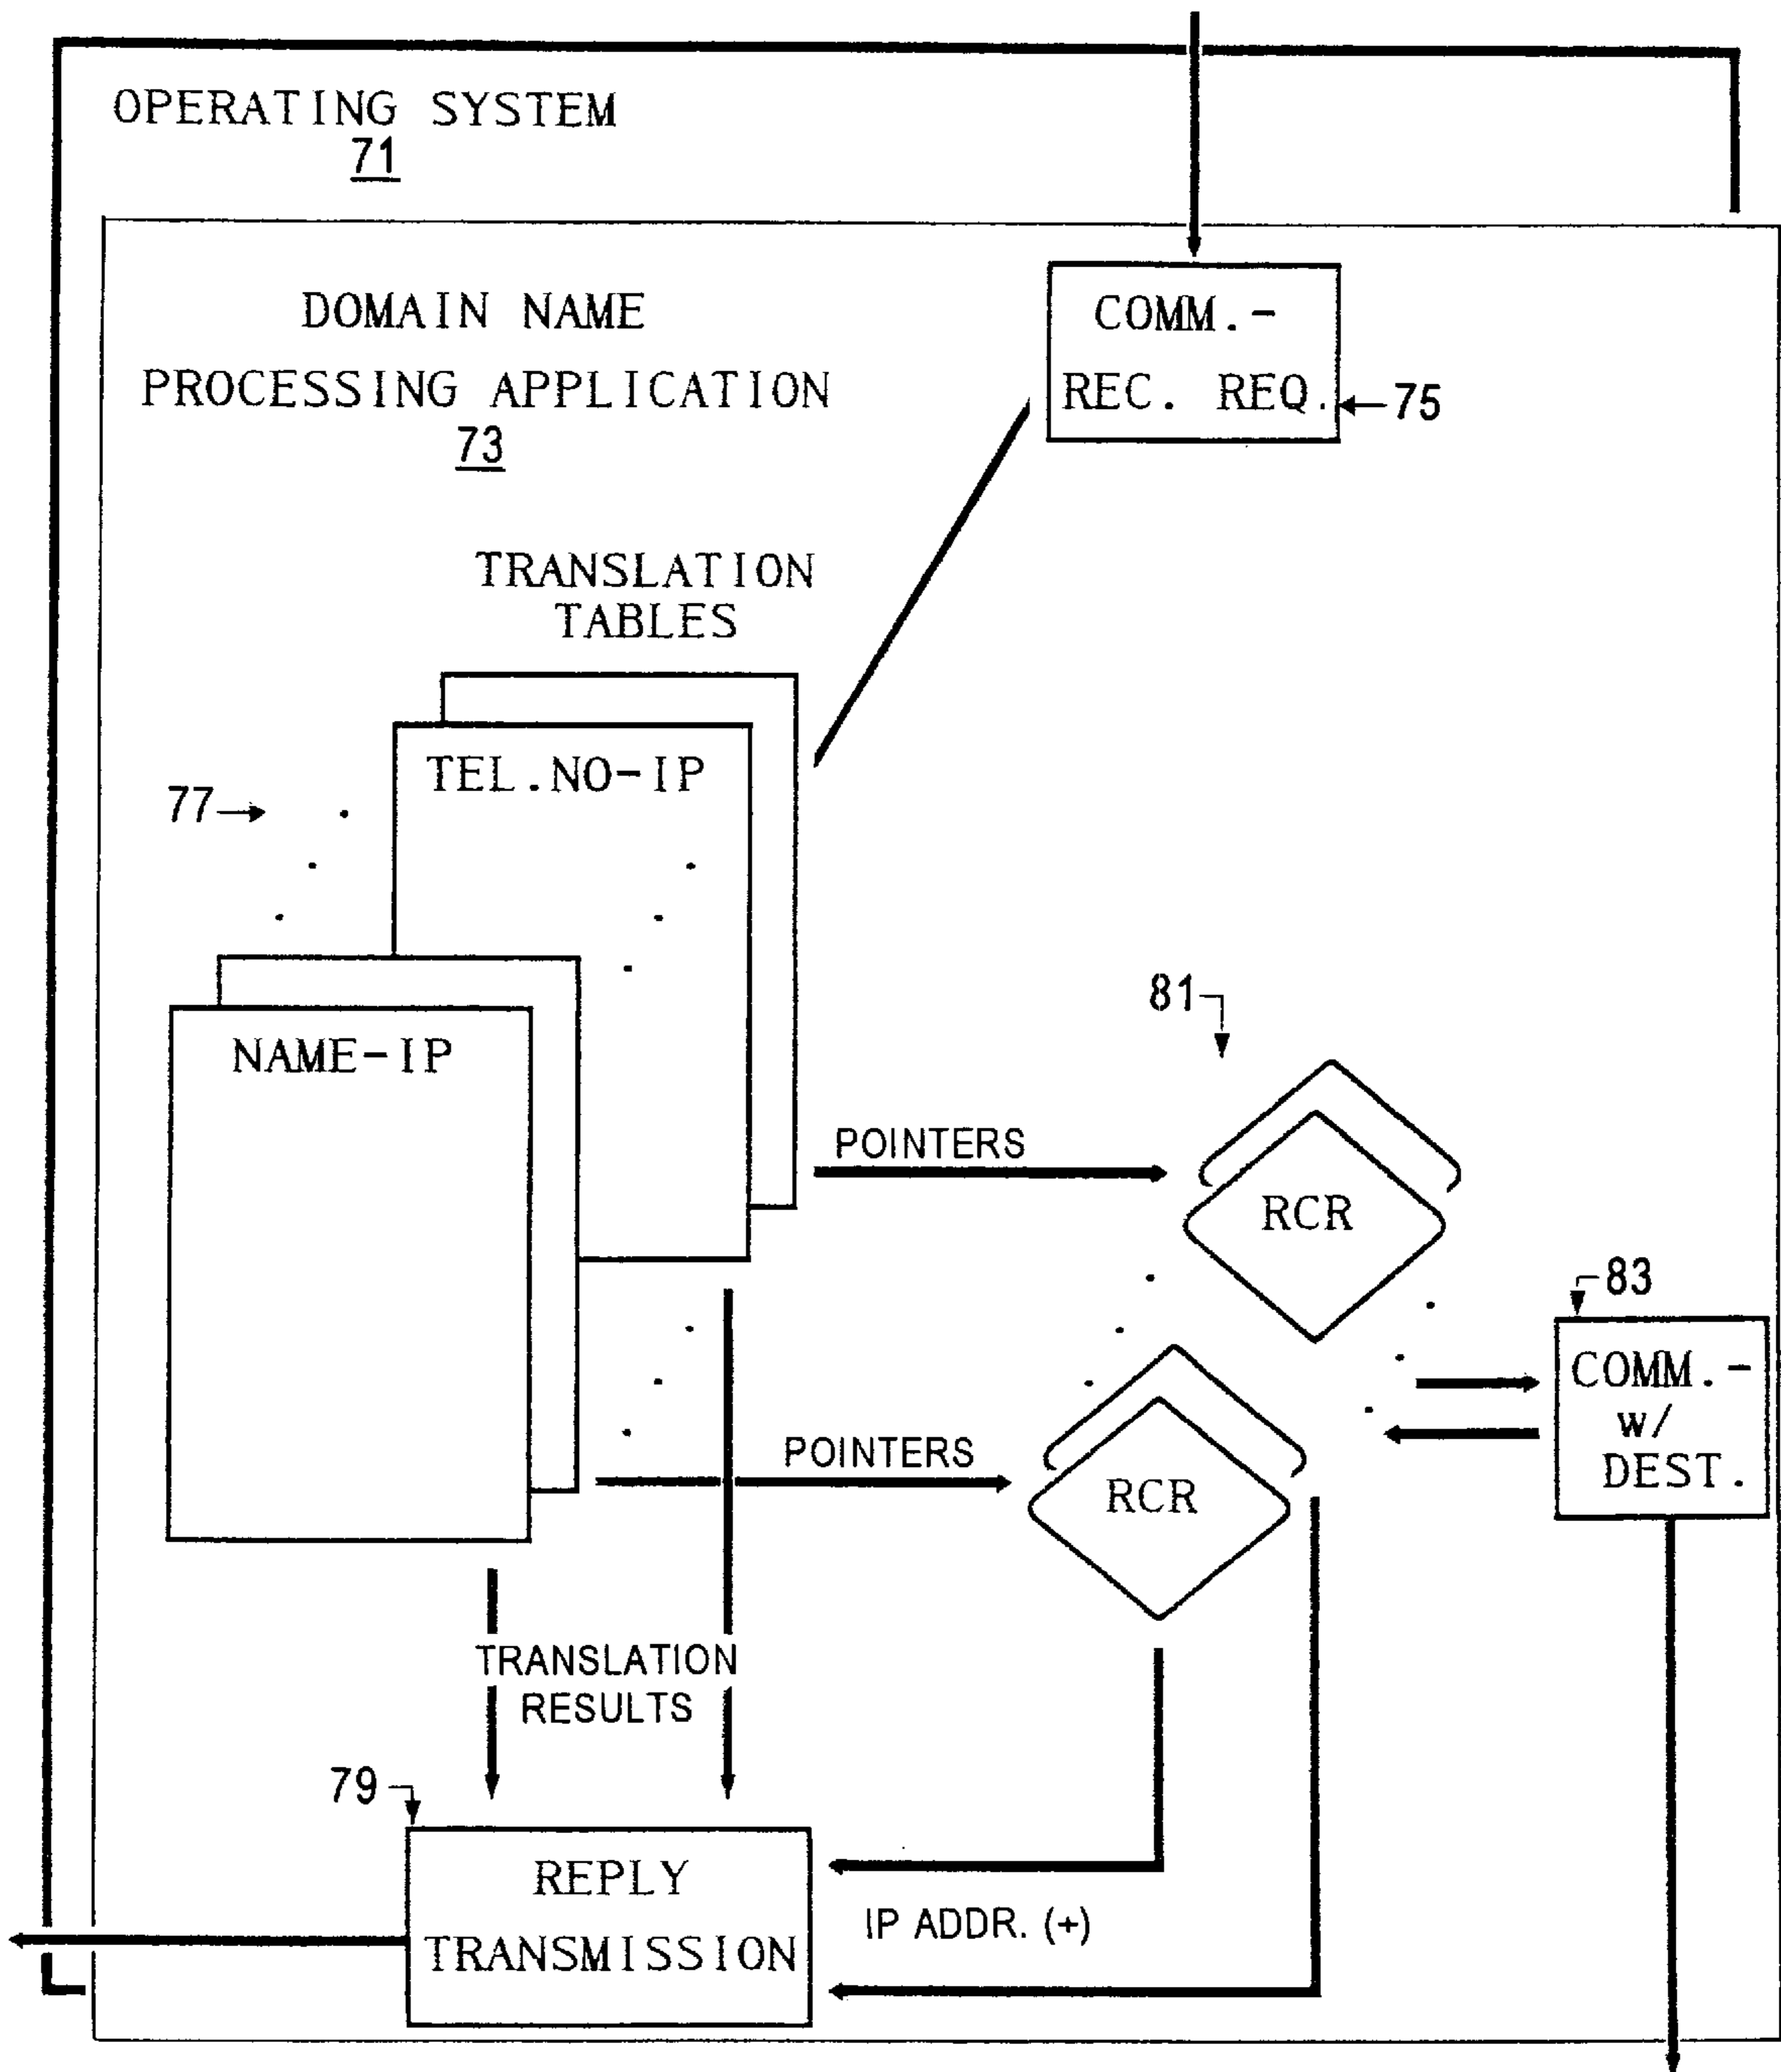 OPERATING SYSTEM
71
DOMAIN NAME
PROCESSING APPLICATION
73
COMM.-
REC. REQ.
75
TRANSLATION
TABLES
TEL.NO-IP
77
NAME-IP
81
POINTERS
RCR
83
COMM.-
w/
DEST.
POINTERS
RCR
TRANSLATION
RESULTS
79
REPLY
TRANSMISSION
IP ADDR. (+)